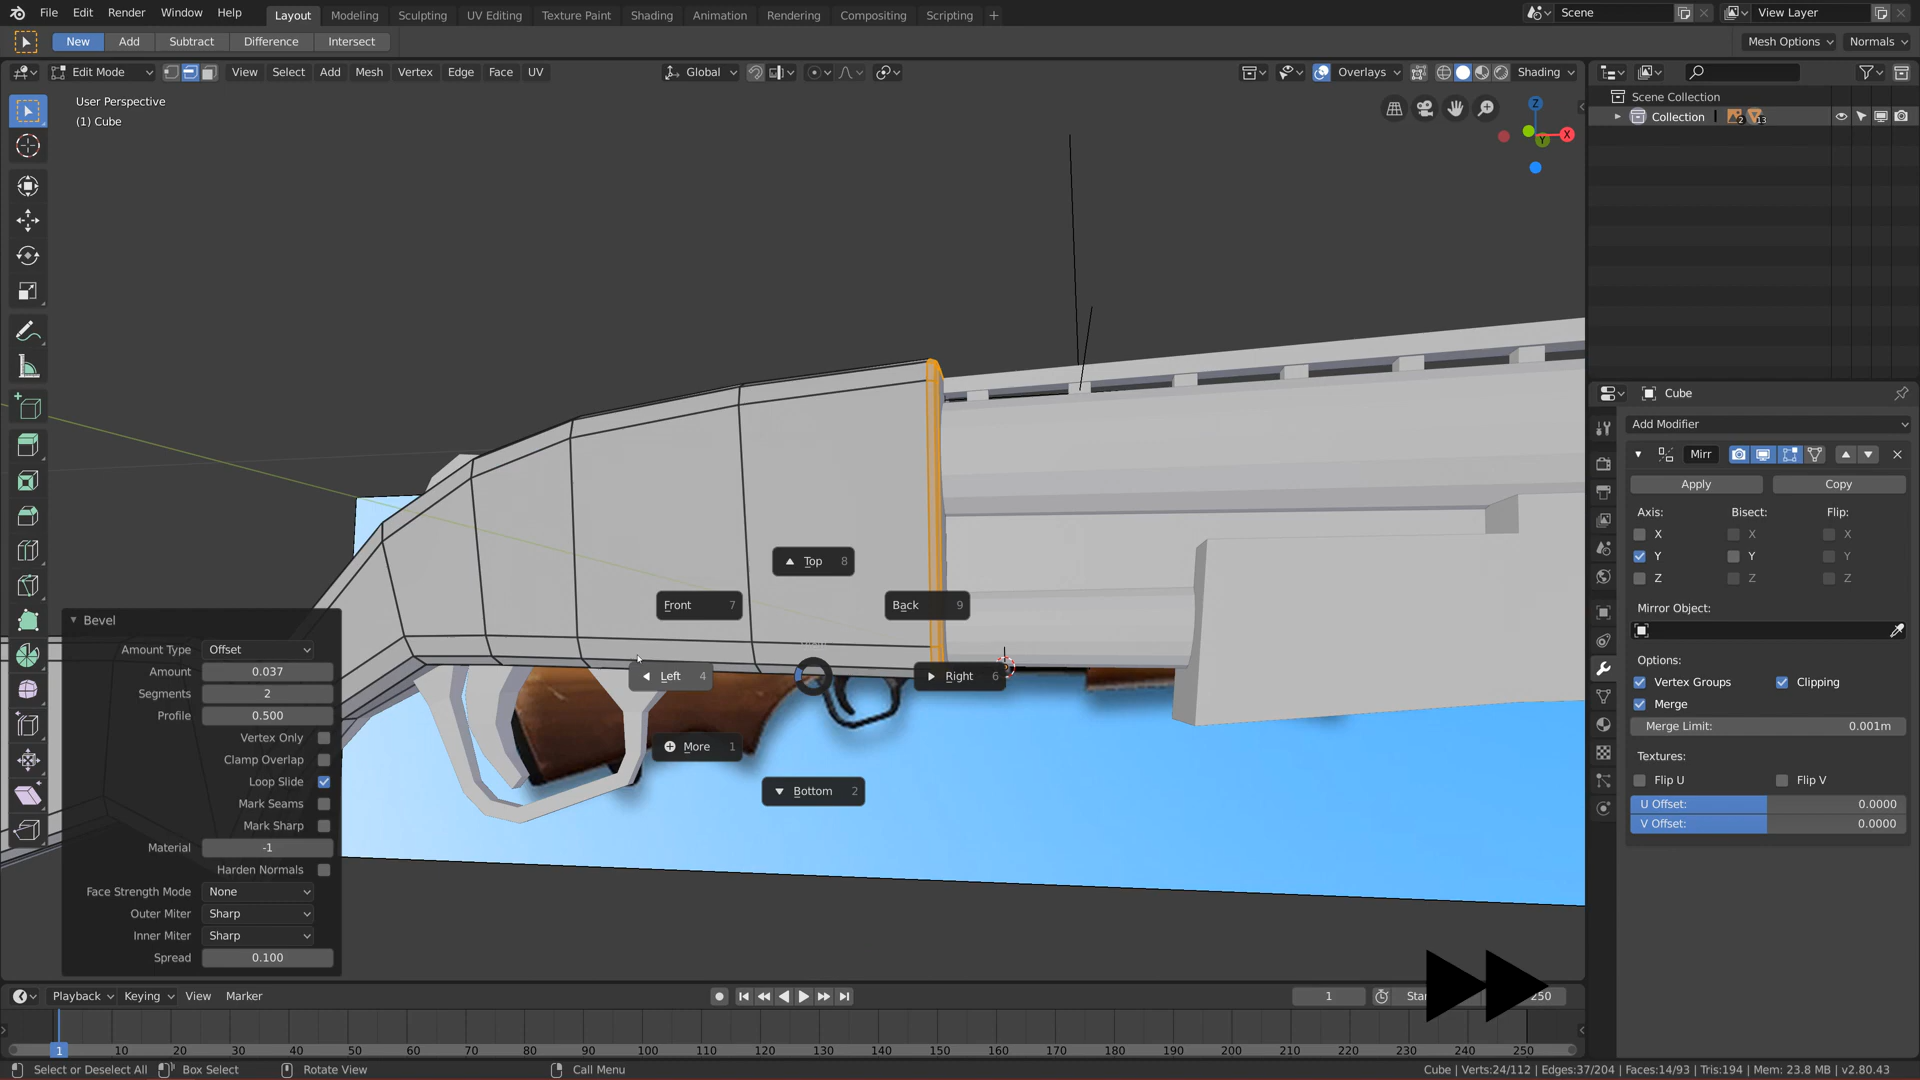 File Edit Render Window Help Layout Modeling Sculpting UV Editing Texture Paint Shading Animation Rendering Compositing Scripting Scene View Layer
New Add Subtract Difference Intersect Mesh Options Normals
Edit Mode View Select Add Mesh Vertex Edge Face UV Global Overlays Shading
User Perspective
(1) Cube
Z
X
Y
Scene Collection
Collection 2 13
Cube
Add Modifier
Mirr
Apply Copy
Axis: Bisect: Flip:
X X X
Y Y Y
Z Z Z
Mirror Object:
Options:
Vertex Groups Clipping
Merge
Merge Limit: 0.001m
Textures:
Flip U Flip V
U Offset: 0.0000
V Offset: 0.0000
Top 8
Front 7 Back 9
Left 4 Right 6
More 1
Bottom 2
Bevel
Amount Type Offset
Amount 0.037
Segments 2
Profile 0.500
Vertex Only
Clamp Overlap
Loop Slide
Mark Seams
Mark Sharp
Material -1
Harden Normals
Face Strength Mode None
Outer Miter Sharp
Inner Miter Sharp
Spread 0.100
Playback Keying View Marker 1 250
1 10 20 30 40 50 60 70 80 90 100 110 120 130 140 150 160 170 180 190 200 210 220 230 240 250
Select or Deselect All Box Select Rotate View Call Menu Cube | Verts:24/112 | Edges:37/204 | Faces:14/93 | Tris:194 | Mem: 23.8 MB | v2.80.43